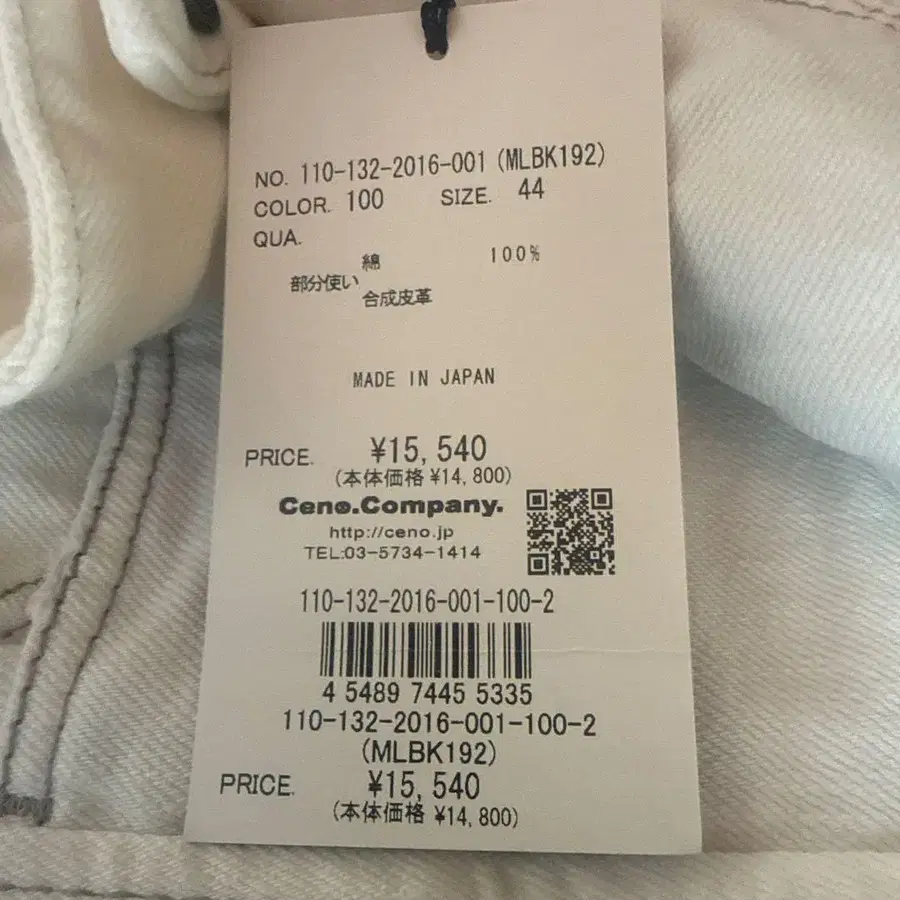 NO. 110-132-2016-001 (MLBK192)
COLOR. 100 SIZE. 44
QUA.
綿 100%
部分使い
合成皮革
MADE IN JAPAN
PRICE. ¥15,540
(本体価格 ¥14,800)
Ceno.Company.
http://ceno.jp
TEL:03-5734-1414
110-132-2016-001-100-2
4 5489 7445 5335
110-132-2016-001-100-2
(MLBK192)
PRICE. ¥15,540
(本体価格 ¥14,800)